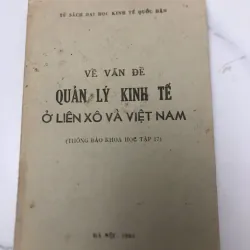 TỦ SÁCH ĐẠI HỌC KINH TẾ QUỐC DÂN
VỀ VẤN ĐỀ
QUẢN LÝ KINH TẾ
Ở LIÊN XÔ VÀ VIỆT NAM
(THÔNG BÁO KHOA HỌC TẬP 17)
HÀ NỘI